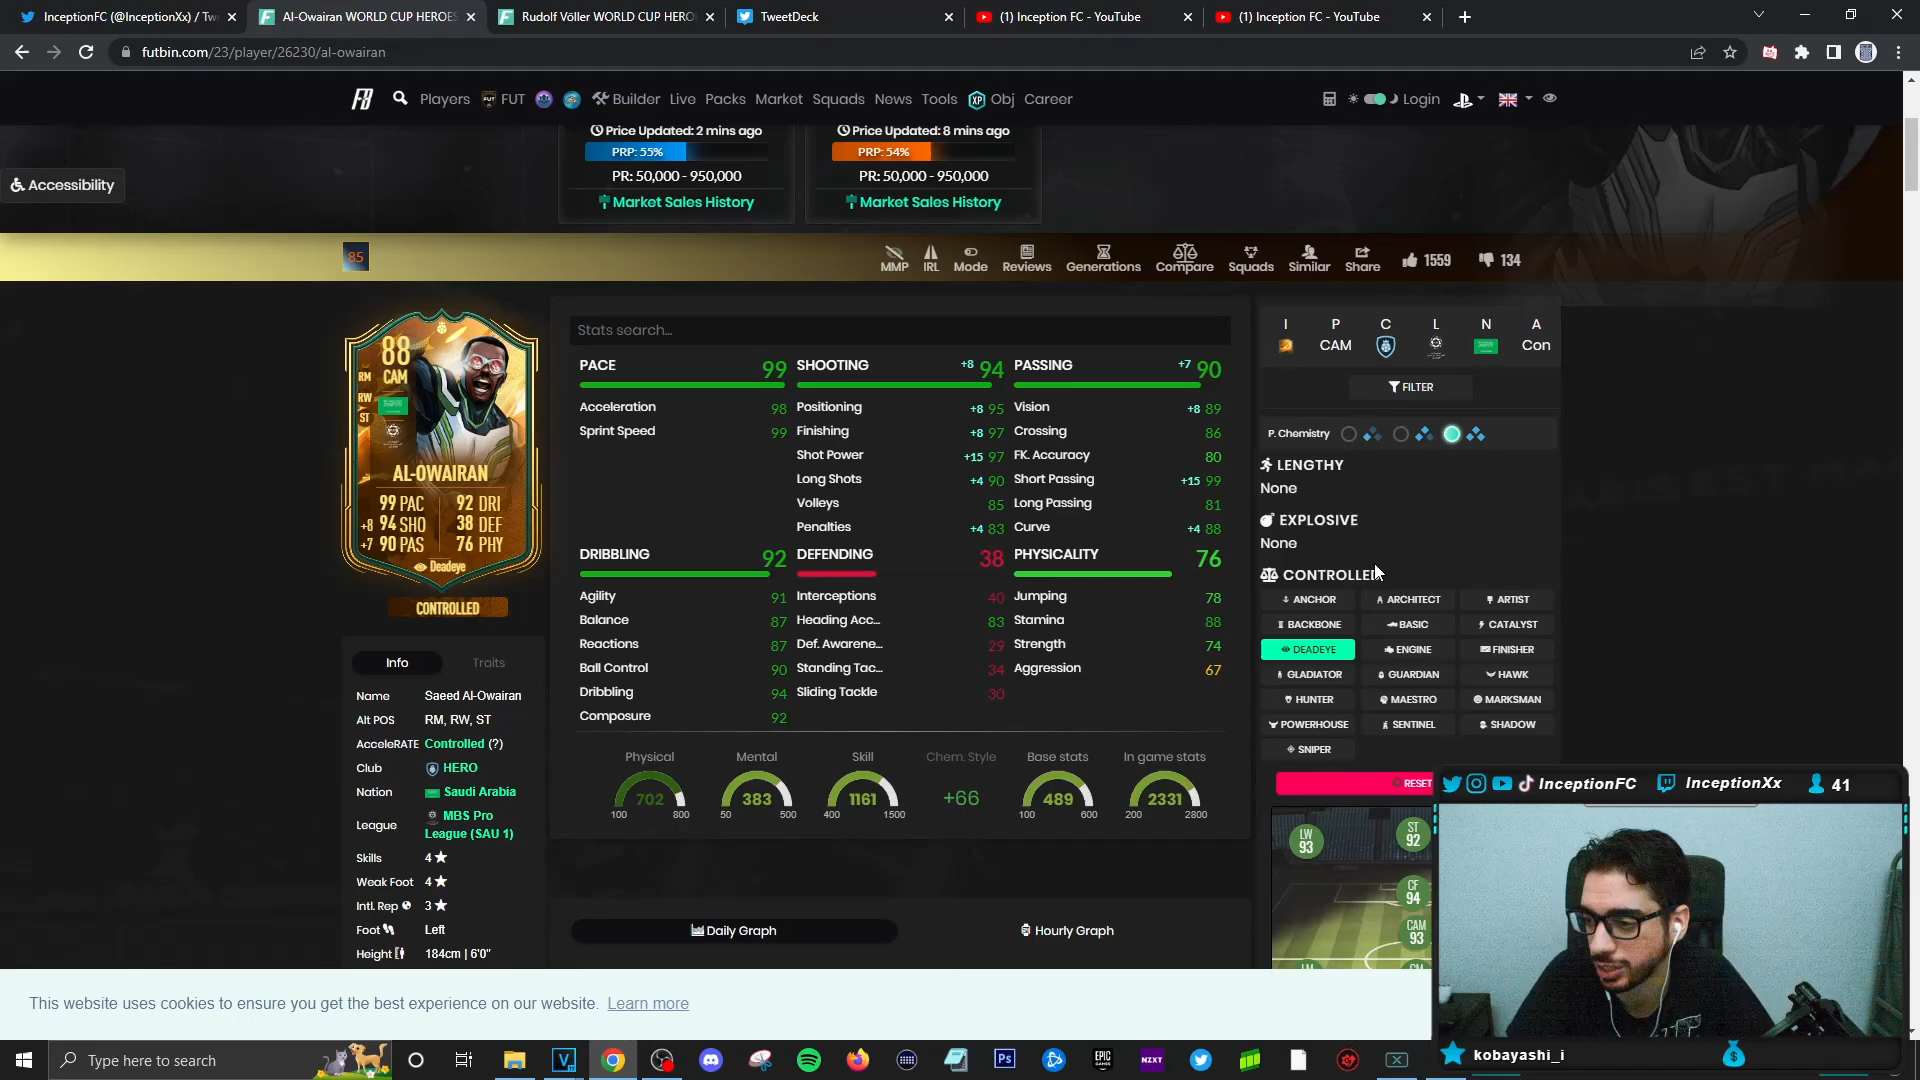 InceptionFC (@InceptionXx) / Tw
Al-Owairan WORLD CUP HEROES
Rudolf Völler WORLD CUP HERO
TweetDeck
(1) Inception FC - YouTube
(1) Inception FC - YouTube
futbin.com/23/player/26230/al-owairan
Players FUT Builder Live Packs Market Squads News Tools XP Obj Career Login
Price Updated: 2 mins ago
Price Updated: 8 mins ago
PRP: 55%
PRP: 54%
Accessibility
PR: 50,000 - 950,000
PR: 50,000 - 950,000
Market Sales History
Market Sales History
85
MMP IRL Mode Reviews Generations Compare Squads Similar Share 1559 134
88
CAM
RM
RW
ST
AL-OWAIRAN
99 PAC 92 DRI
+8 94 SHO 38 DEF
+7 90 PAS 76 PHY
Deadeye
CONTROLLED
Stats search...
PACE 99
Acceleration 98
Sprint Speed 99
SHOOTING +8 94
Positioning +8 95
Finishing +8 97
Shot Power +15 97
Long Shots +4 90
Volleys 85
Penalties +4 83
PASSING +7 90
Vision +8 89
Crossing 86
FK. Accuracy 80
Short Passing +15 99
Long Passing 81
Curve +4 88
DRIBBLING 92
Agility 91
Balance 87
Reactions 87
Ball Control 90
Dribbling 94
Composure 92
DEFENDING 38
Interceptions 40
Heading Acc... 83
Def. Awarene... 29
Standing Tac... 34
Sliding Tackle 30
PHYSICALITY 76
Jumping 78
Stamina 88
Strength 74
Aggression 67
Physical Mental Skill Chem. Style Base stats In game stats
702 383 1161 +66 489 2331
100 800 50 500 400 1500 100 600 200 2800
I P C L N A
CAM Con
FILTER
P. Chemistry
LENGTHY
None
EXPLOSIVE
None
CONTROLLED
ANCHOR ARCHITECT ARTIST
BACKBONE BASIC CATALYST
DEADEYE ENGINE FINISHER
GLADIATOR GUARDIAN HAWK
HUNTER MAESTRO MARKSMAN
POWERHOUSE SENTINEL SHADOW
SNIPER
RESET
Info Traits
Name Saeed Al-Owairan
Alt POS RM, RW, ST
AcceleRATE Controlled (?)
Club HERO
Nation Saudi Arabia
League MBS Pro
League (SAU 1)
Skills 4
Weak Foot 4
Intl. Rep 3
Foot Left
Height 184cm | 6'0"
Daily Graph
Hourly Graph
LW
93
ST
92
CF
94
CAM
93
InceptionFC InceptionXx 41
This website uses cookies to ensure you get the best experience on our website. Learn more
kobayashi_i
Type here to search
Ps
EPIC
GAMES
NZXT